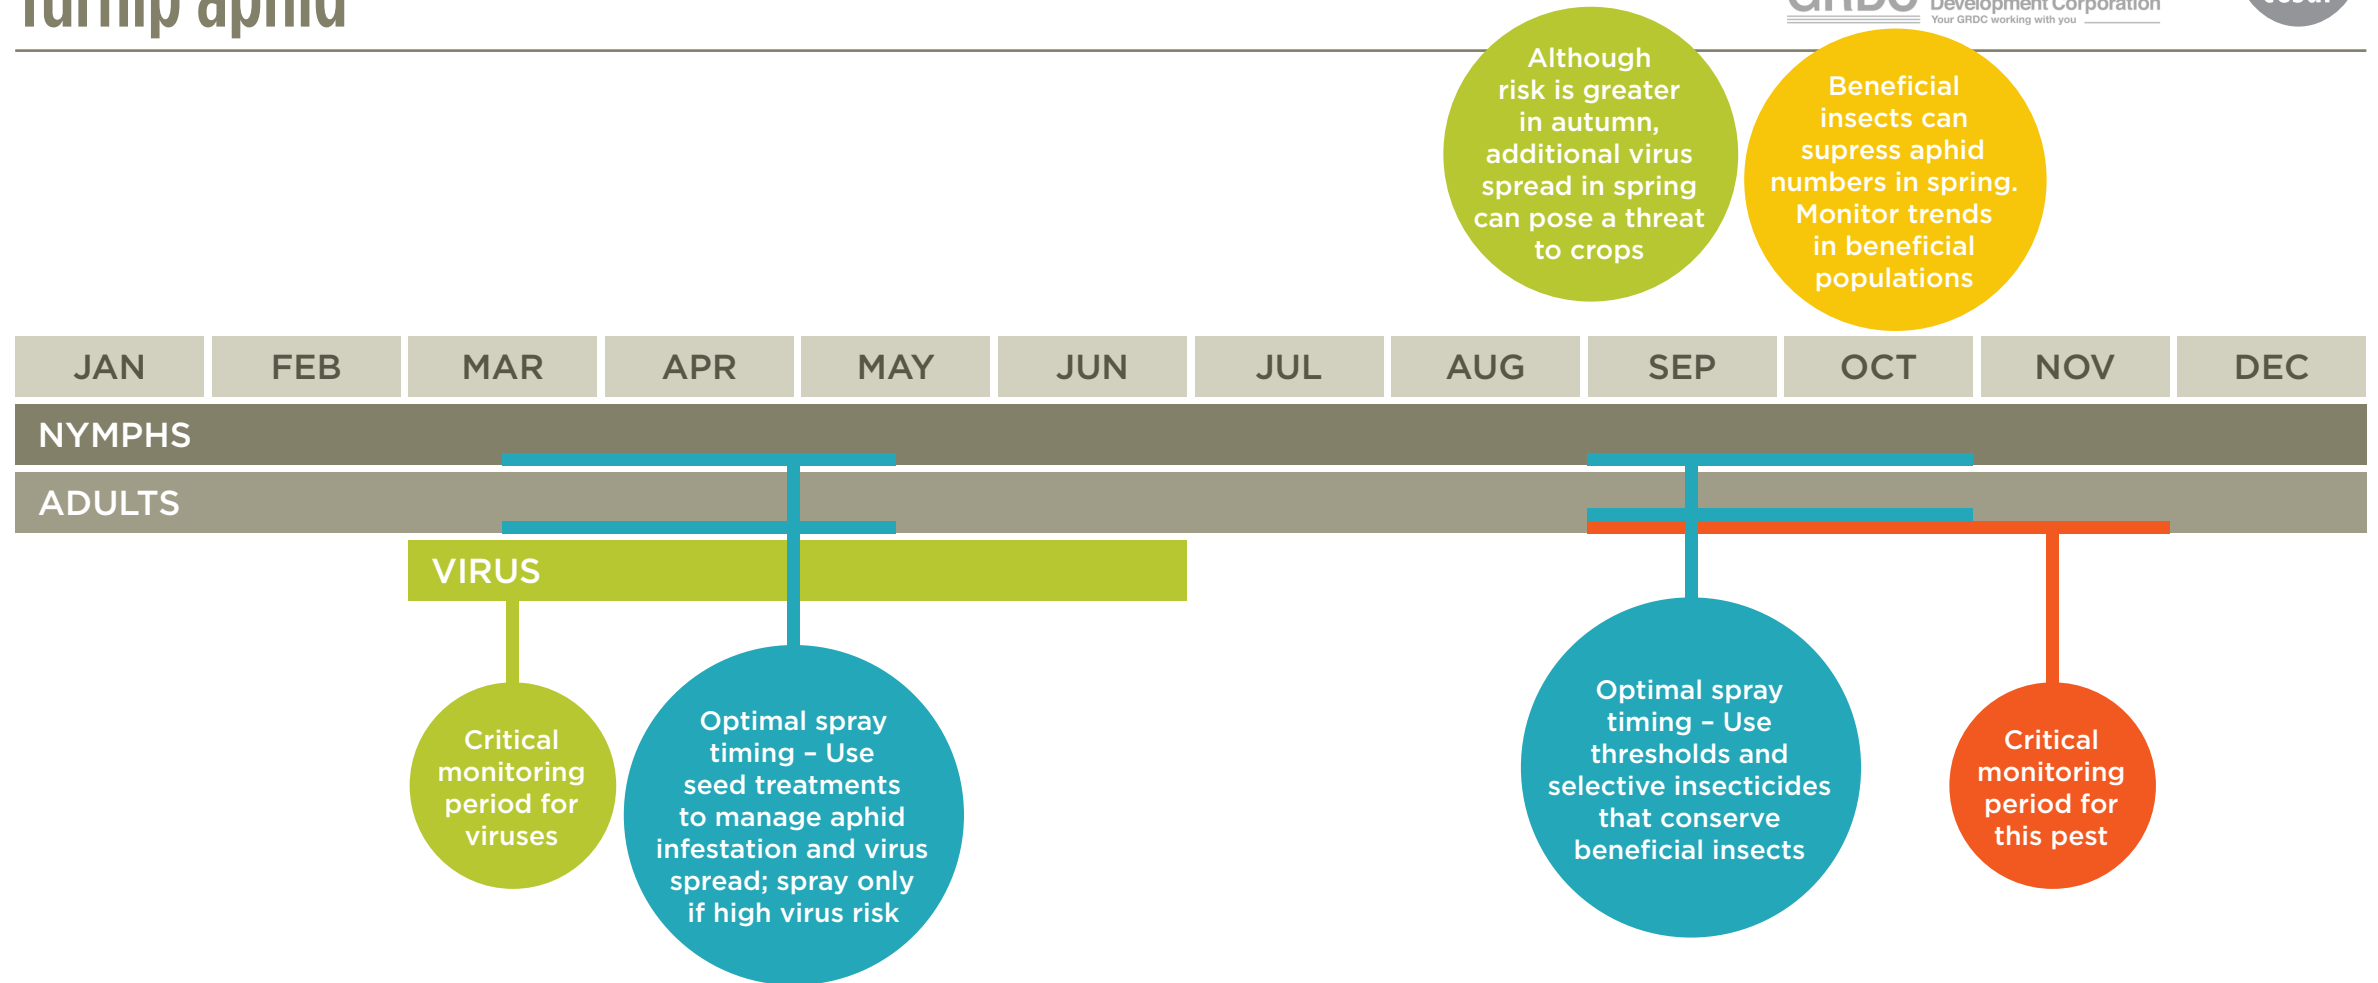 Turnip aphid
GRDC
Development Corporation
Your GRDC working with you
cesar
Although
risk is greater
in autumn,
additional virus
spread in spring
can pose a threat
to crops
Beneficial
insects can
supress aphid
numbers in spring.
Monitor trends
in beneficial
populations
JAN FEB MAR APR MAY JUN JUL AUG SEP OCT NOV DEC
NYMPHS
ADULTS
VIRUS
Critical
monitoring
period for
viruses
Optimal spray
timing – Use
seed treatments
to manage aphid
infestation and virus
spread; spray only
if high virus risk
Optimal spray
timing – Use
thresholds and
selective insecticides
that conserve
beneficial insects
Critical
monitoring
period for
this pest